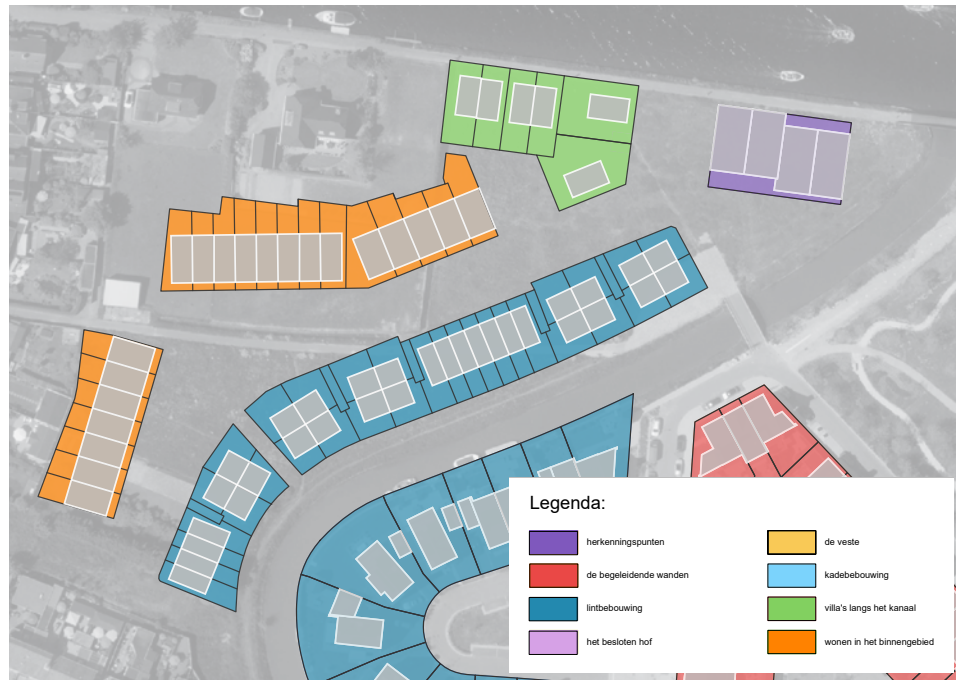 Legenda:
herkenningspunten
de begeleidende wanden
lintbebouwing
het besloten hof
de veste
kadebebouwing
villa's langs het kanaal
wonen in het binnengebied